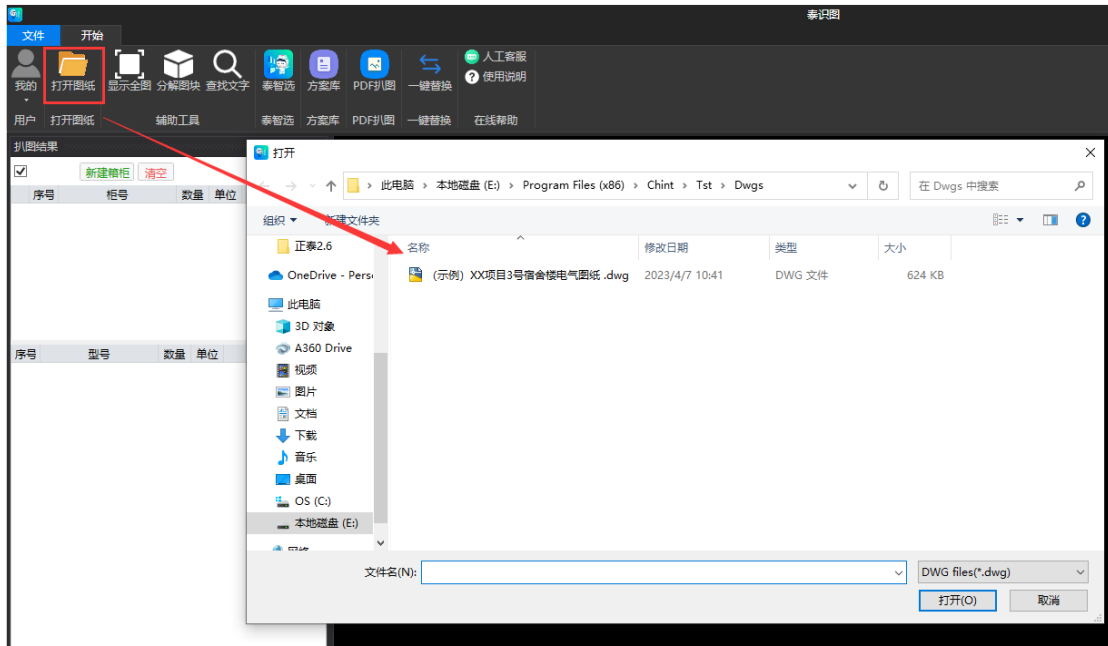 泰识图
文件 开始
我的 打开图纸 显示全图 分解图块 查找文字 泰智选 方案库 PDF扒图 一键替换 人工客服
使用说明
用户 打开图纸 辅助工具 泰智选 方案库 PDF扒图 一键替换 在线帮助
扒图结果
新建箱柜 清空
序号 柜号 数量 单位
序号 型号 数量 单位
打开
此电脑 › 本地磁盘 (E:) › Program Files (x86) › Chint › Tst › Dwgs
在 Dwgs 中搜索
组织 新建文件夹
名称 修改日期 类型 大小
(示例) XX项目3号宿舍楼电气图纸 .dwg 2023/4/7 10:41 DWG 文件 624 KB
正泰2.6
OneDrive - Pers
此电脑
3D 对象
A360 Drive
视频
图片
文档
下载
音乐
桌面
OS (C:)
本地磁盘 (E:)
文件名(N): DWG files(*.dwg)
打开(O) 取消